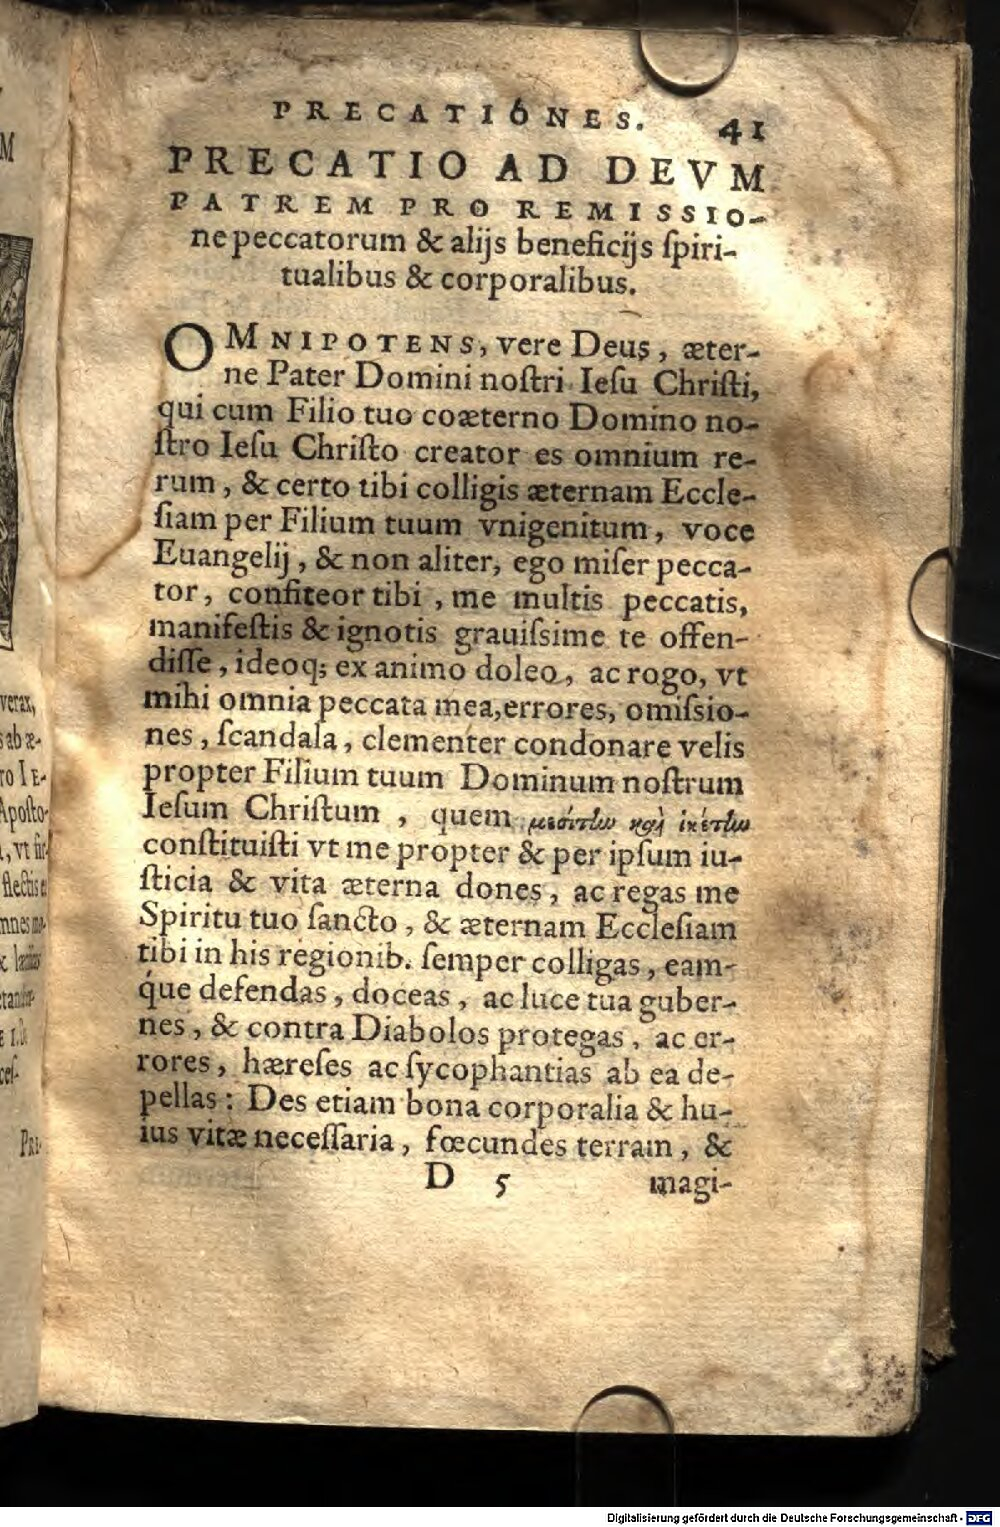 PRECATIONES. 41
PRECATIO AD DEVM
PATREM PRO REMISSIO-
ne peccatorum & alijs beneficijs ſpiri-
tualibus & corporalibus.
OMNIPOTENS, vere Deus, æter-
ne Pater Domini noſtri Ieſu Chriſti,
qui cum Filio tuo coæterno Domino no-
ſtro Ieſu Chriſto creator es omnium re-
rum, & certo tibi colligis æternam Eccle-
ſiam per Filium tuum vnigenitum, voce
Euangelij, & non aliter, ego miſer pecca-
tor, confiteor tibi, me multis peccatis,
manifeſtis & ignotis grauiſsime te offen-
diſſe, ideoq; ex animo doleo, ac rogo, vt
mihi omnia peccata mea, errores, omiſsio-
nes, ſcandala, clementer condonare velis
propter Filium tuum Dominum noſtrum
Ieſum Chriſtum, quem μεσίτην καὶ ἱκέτην
conſtituiſti vt me propter & per ipſum iu-
ſticia & vita æterna dones, ac regas me
Spiritu tuo ſancto, & æternam Eccleſiam
tibi in his regionib. ſemper colligas, eam-
que defendas, doceas, ac luce tua guber-
nes, & contra Diabolos protegas, ac er-
rores, hæreſes ac ſycophantias ab ea de-
pellas: Des etiam bona corporalia & hu-
ius vitæ neceſſaria, fœcundes terram, &
D 5 magi-
M
verax,
ab æ-
ro IE-
Apoſto-
, vt
PRE-
Digitalisierung gefördert durch die Deutsche Forschungsgemeinschaft - DFG